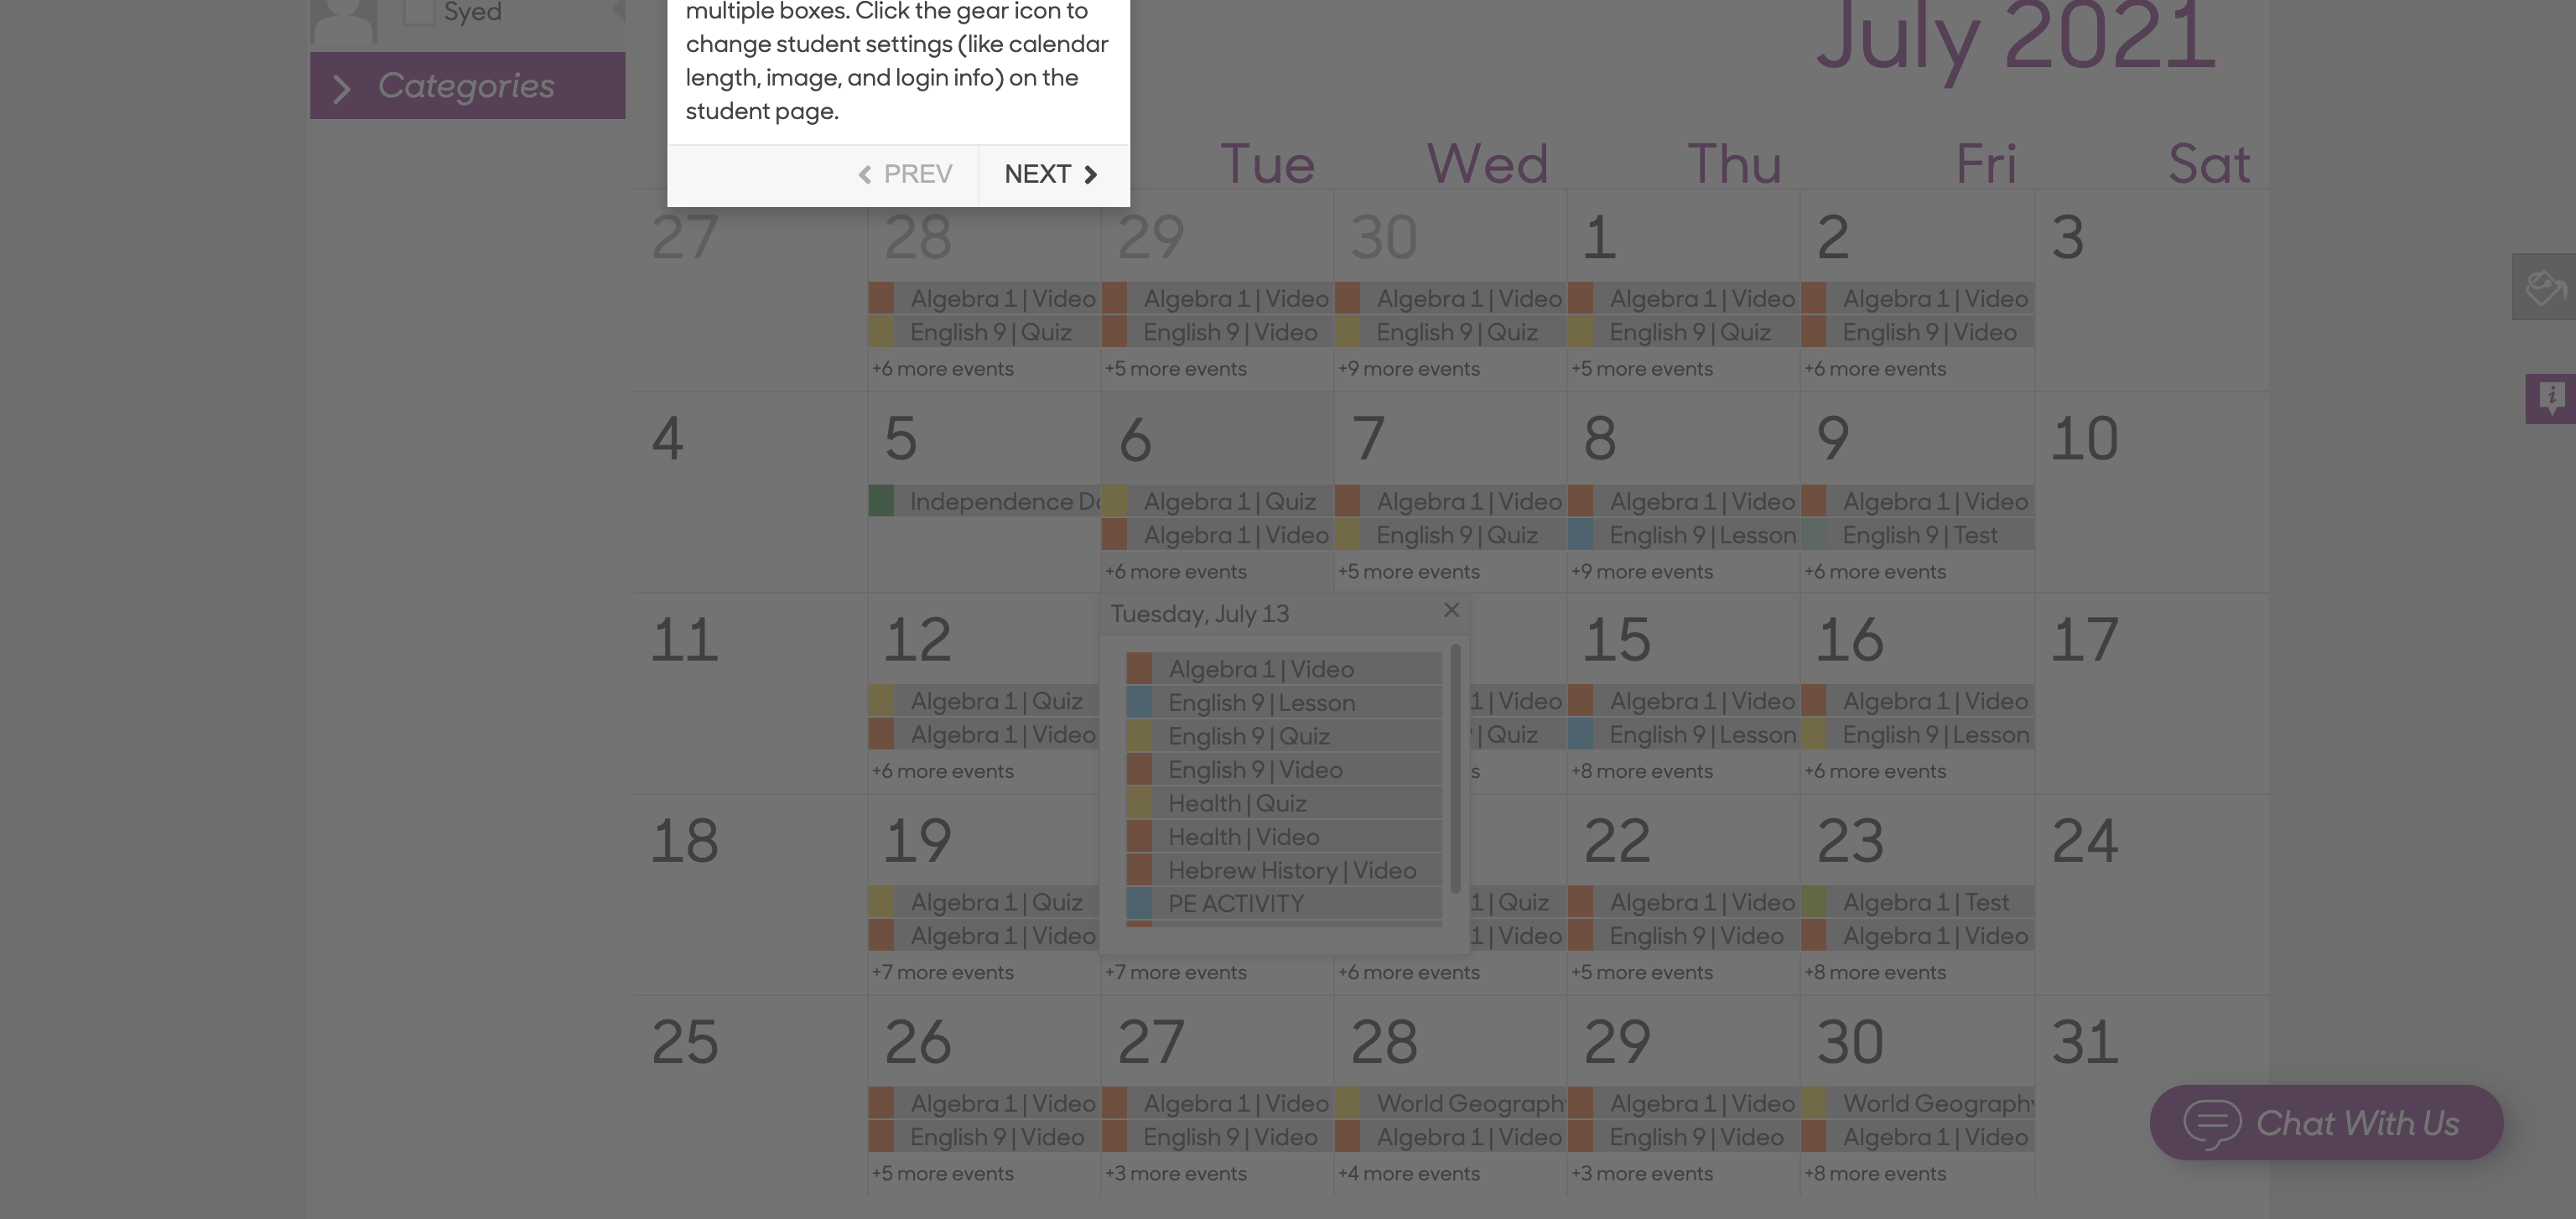 Syed
Categories
multiple boxes. Click the gear icon to
change student settings (like calendar
length, image, and login info) on the
student page.
PREV NEXT
July 2021
Tue Wed Thu Fri Sat
27 28 29 30 1 2 3
Algebra 1 | Video Algebra 1 | Video Algebra 1 | Video Algebra 1 | Video Algebra 1 | Video
English 9 | Quiz English 9 | Video English 9 | Quiz English 9 | Quiz English 9 | Video
+6 more events +5 more events +9 more events +5 more events +6 more events
4 5 6 7 8 9 10
Independence Algebra 1 | Quiz Algebra 1 | Video Algebra 1 | Video Algebra 1 | Video
Algebra 1 | Video English 9 | Quiz English 9 | Lesson English 9 | Test
+6 more events +5 more events +9 more events +6 more events
11 12 15 16 17
Algebra 1 | Quiz 1 | Video Algebra 1 | Video Algebra 1 | Video
Algebra 1 | Video | Quiz English 9 | Lesson English 9 | Lesson
+6 more events s +8 more events +6 more events
Tuesday, July 13
Algebra 1 | Video
English 9 | Lesson
English 9 | Quiz
English 9 | Video
Health | Quiz
Health | Video
Hebrew History | Video
PE ACTIVITY
18 19 22 23 24
Algebra 1 | Quiz 1 | Quiz Algebra 1 | Video Algebra 1 | Test
Algebra 1 | Video 1 | Video English 9 | Video Algebra 1 | Video
+7 more events +7 more events +6 more events +5 more events +8 more events
25 26 27 28 29 30 31
Algebra 1 | Video Algebra 1 | Video World Geography Algebra 1 | Video World Geography
English 9 | Video English 9 | Video Algebra 1 | Video English 9 | Video Algebra 1 | Video
+5 more events +3 more events +4 more events +3 more events +8 more events
Chat With Us